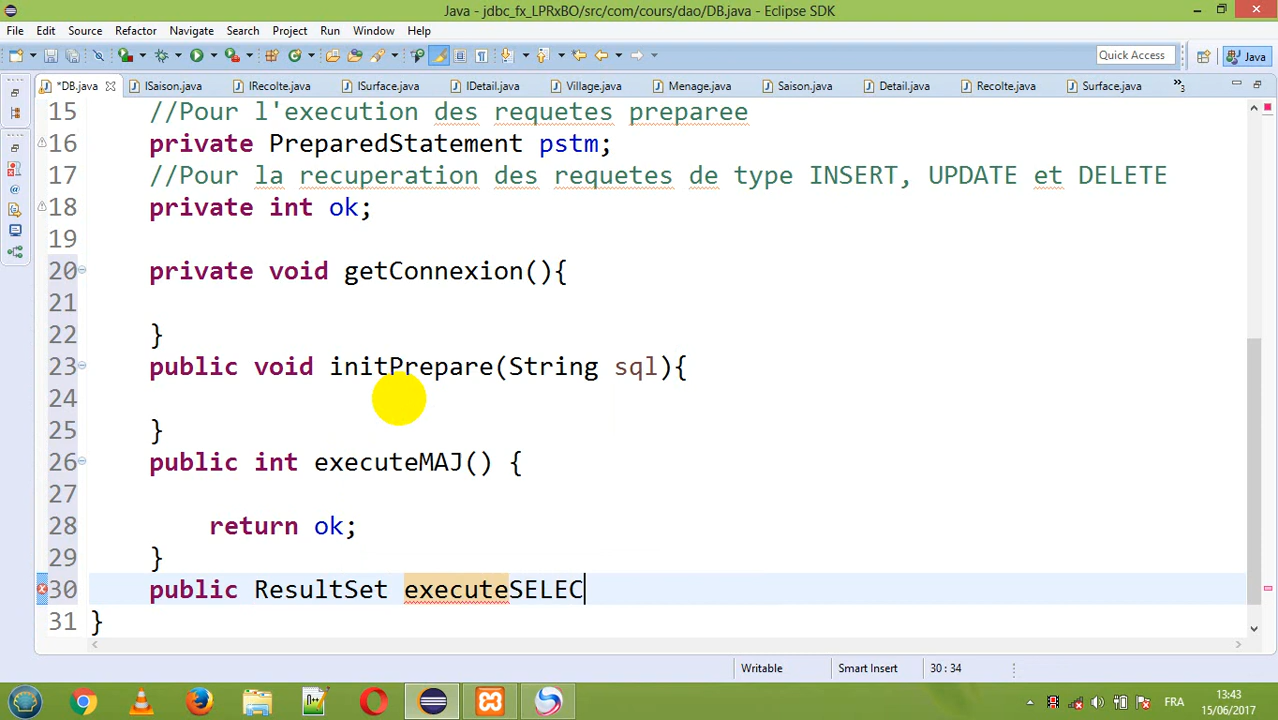 Java - jdbc_fx_LPRxBO/src/com/cours/dao/DB.java - Eclipse SDK
File Edit Source Refactor Navigate Search Project Run Window Help
Quick Access Java
*DB.java ISaison.java IRecolte.java ISurface.java IDetail.java Village.java Menage.java Saison.java Detail.java Recolte.java Surface.java »3
15 //Pour l'execution des requetes preparee
16 private PreparedStatement pstm;
17 //Pour la recuperation des requetes de type INSERT, UPDATE et DELETE
18 private int ok;
19
20 private void getConnexion(){
21
22 }
23 public void initPrepare(String sql){
24
25 }
26 public int executeMAJ() {
27
28 return ok;
29 }
30 public ResultSet executeSELEC
31 }
Writable Smart Insert 30 : 34
FRA 13:43
15/06/2017